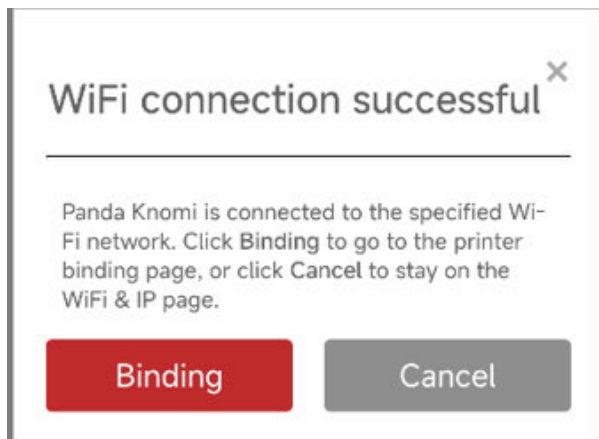 WiFi connection successful
Panda Knomi is connected to the specified Wi-
Fi network. Click Binding to go to the printer
binding page, or click Cancel to stay on the
WiFi & IP page.
Binding
Cancel